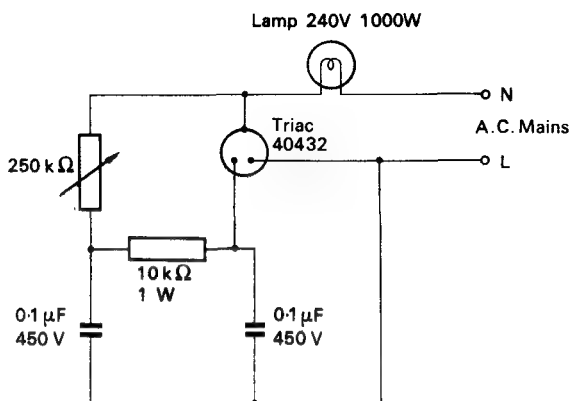 Lamp 240V 1000W
N
Triac
40432
A.C. Mains
250 kΩ
L
10 kΩ
1 W
0·1 μF
450 V
0·1 μF
450 V